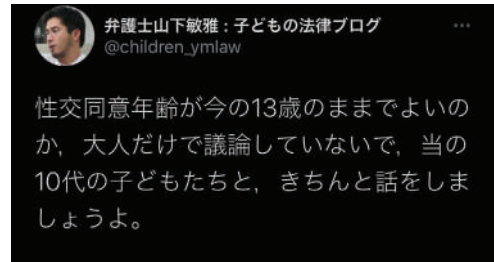 弁護士山下敏雅:子どもの法律ブログ
@children_ymlaw
性交同意年齢が今の13歳のままでよいの
か，大人だけで議論していないで，当の
10代の子どもたちと，きちんと話をしま
しょうよ。